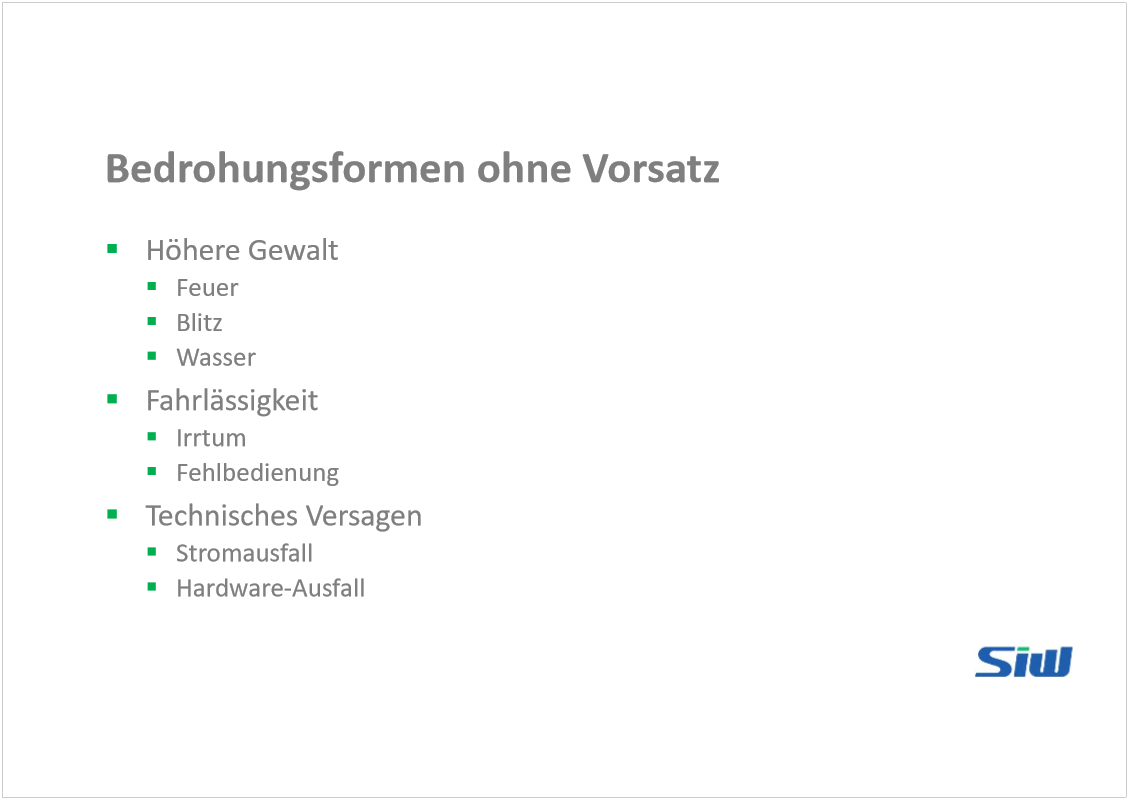 Bedrohungsformen ohne Vorsatz
Höhere Gewalt
Feuer
Blitz
Wasser
Fahrlässigkeit
Irrtum
Fehlbedienung
Technisches Versagen
Stromausfall
Hardware-Ausfall
SiW